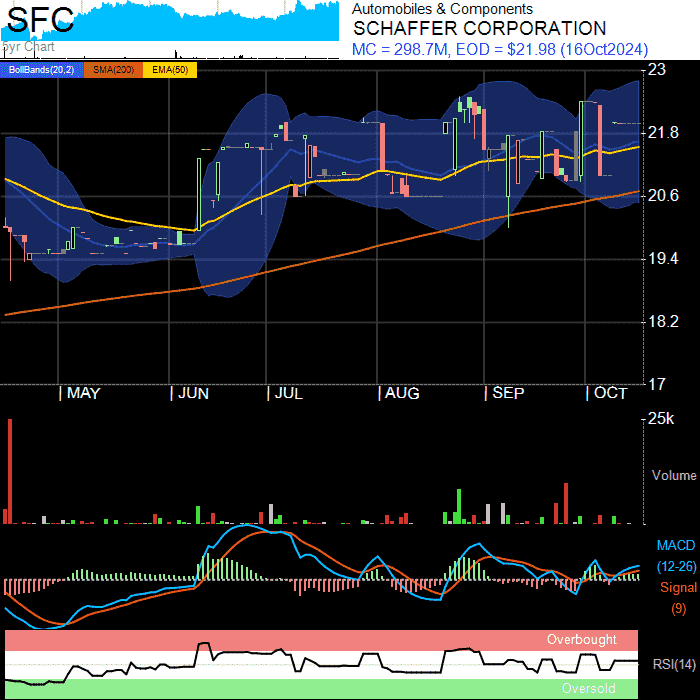 SFC
5yr Chart
Automobiles & Components
SCHAFFER CORPORATION
MC = 298.7M, EOD = $21.98 (16Oct2024)
BollBands(20,2) SMA(200) EMA(50)
23
21.8
20.6
19.4
18.2
17
| MAY | JUN | JUL | AUG | SEP | OCT
25k
Volume
MACD
(12-26)
Signal
(9)
Overbought
RSI(14)
Oversold